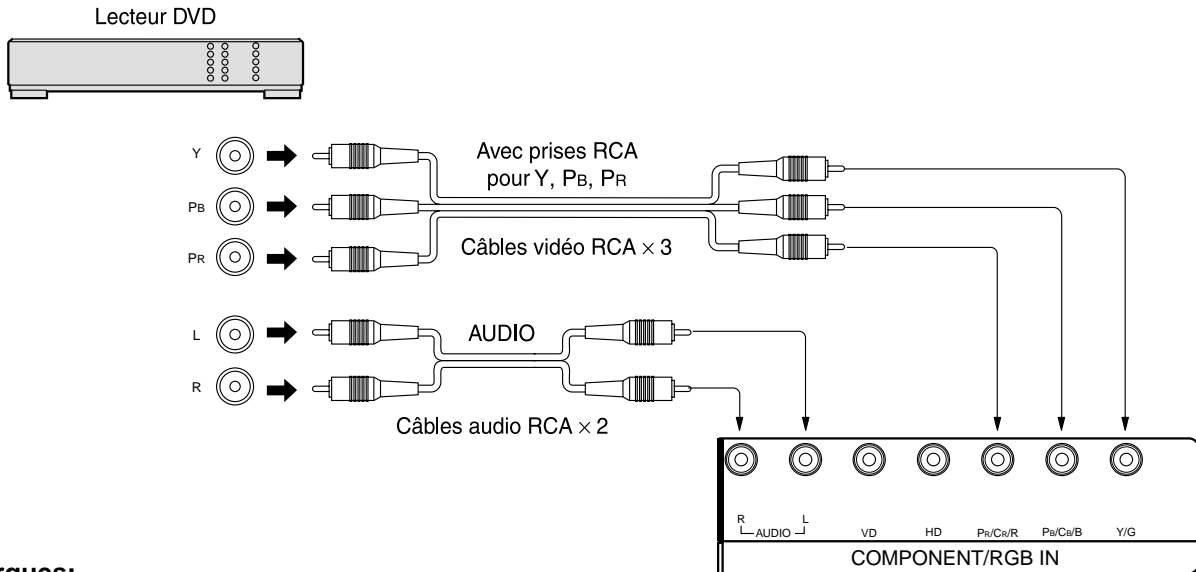 Lecteur DVD
Y
Avec prises RCA
pour Y, PB, PR
PB
PR
Câbles vidéo RCA × 3
L
AUDIO
R
Câbles audio RCA × 2
R
L
AUDIO
VD
HD
PR/CR/R
PB/CB/B
Y/G
COMPONENT/RGB IN